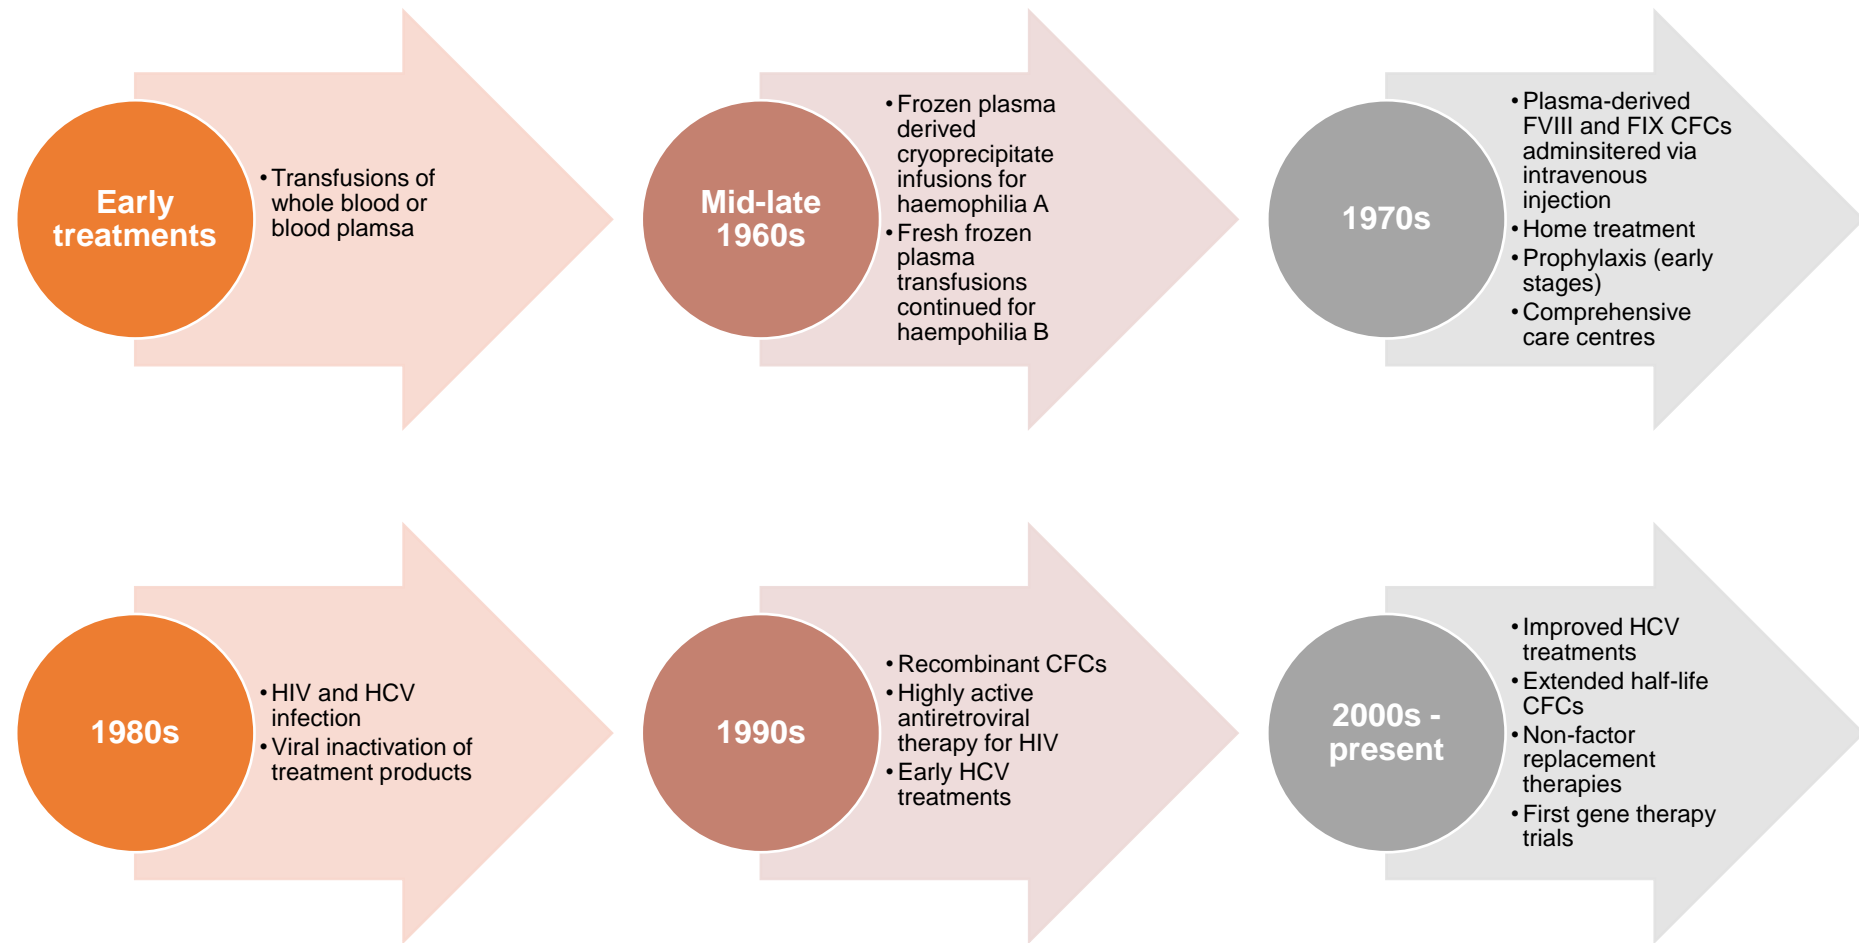 Early
treatments
• Transfusions of
whole blood or
blood plamsa
Mid-late
1960s
• Frozen plasma
derived
cryoprecipitate
infusions for
haemophilia A
• Fresh frozen
plasma
transfusions
continued for
haempohilia B
1970s
• Plasma-derived
FVIII and FIX CFCs
adminsitered via
intravenous
injection
• Home treatment
• Prophylaxis (early
stages)
• Comprehensive
care centres
1980s
• HIV and HCV
infection
• Viral inactivation of
treatment products
1990s
• Recombinant CFCs
• Highly active
antiretroviral
therapy for HIV
• Early HCV
treatments
2000s -
present
• Improved HCV
treatments
• Extended half-life
CFCs
• Non-factor
replacement
therapies
• First gene therapy
trials